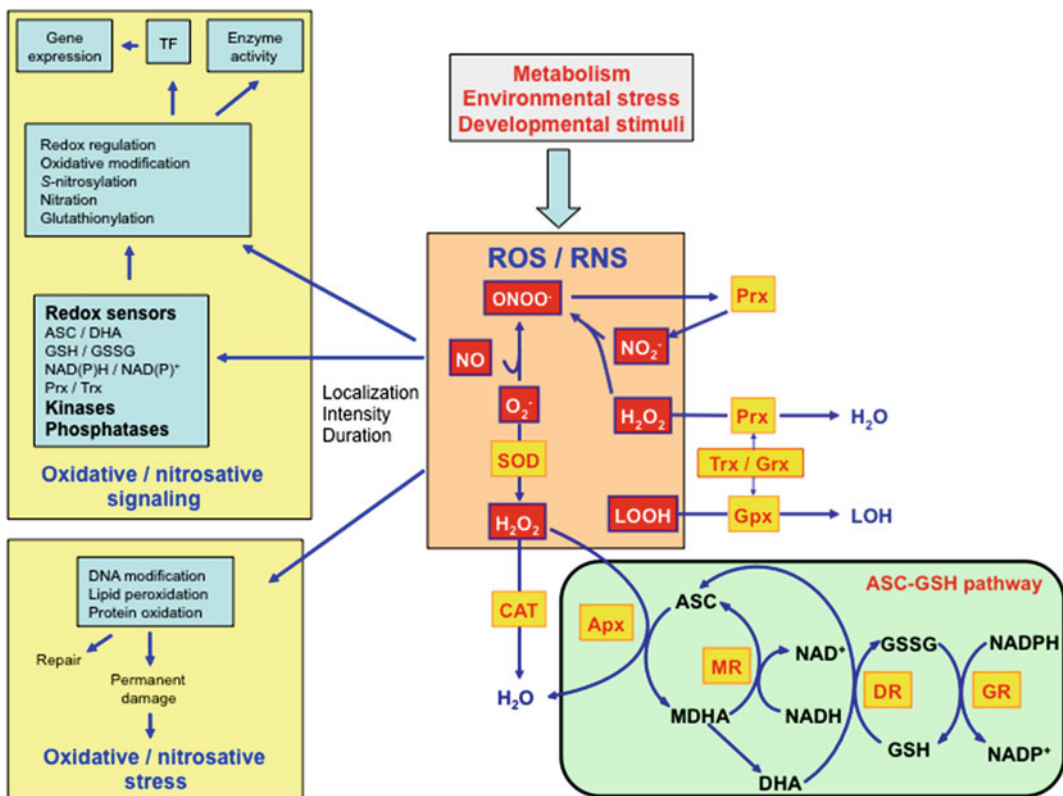 Gene
expression
TF
Enzyme
activity
Redox regulation
Oxidative modification
S-nitrosylation
Nitration
Glutathionylation
Redox sensors
ASC / DHA
GSH / GSSG
NAD(P)H / NAD(P)⁺
Prx / Trx
Kinases
Phosphatases
Oxidative / nitrosative
signaling
DNA modification
Lipid peroxidation
Protein oxidation
Repair
Permanent
damage
Oxidative / nitrosative
stress
Localization
Intensity
Duration
Metabolism
Environmental stress
Developmental stimuli
ROS / RNS
ONOO⁻
NO
NO₂⁻
O₂⁻
H₂O₂
SOD
H₂O₂
LOOH
Prx
Prx
H₂O
Trx / Grx
Gpx
LOH
CAT
H₂O
ASC-GSH pathway
Apx
ASC
MR
NAD⁺
NADH
MDHA
DHA
GSSG
DR
GSH
NADPH
GR
NADP⁺